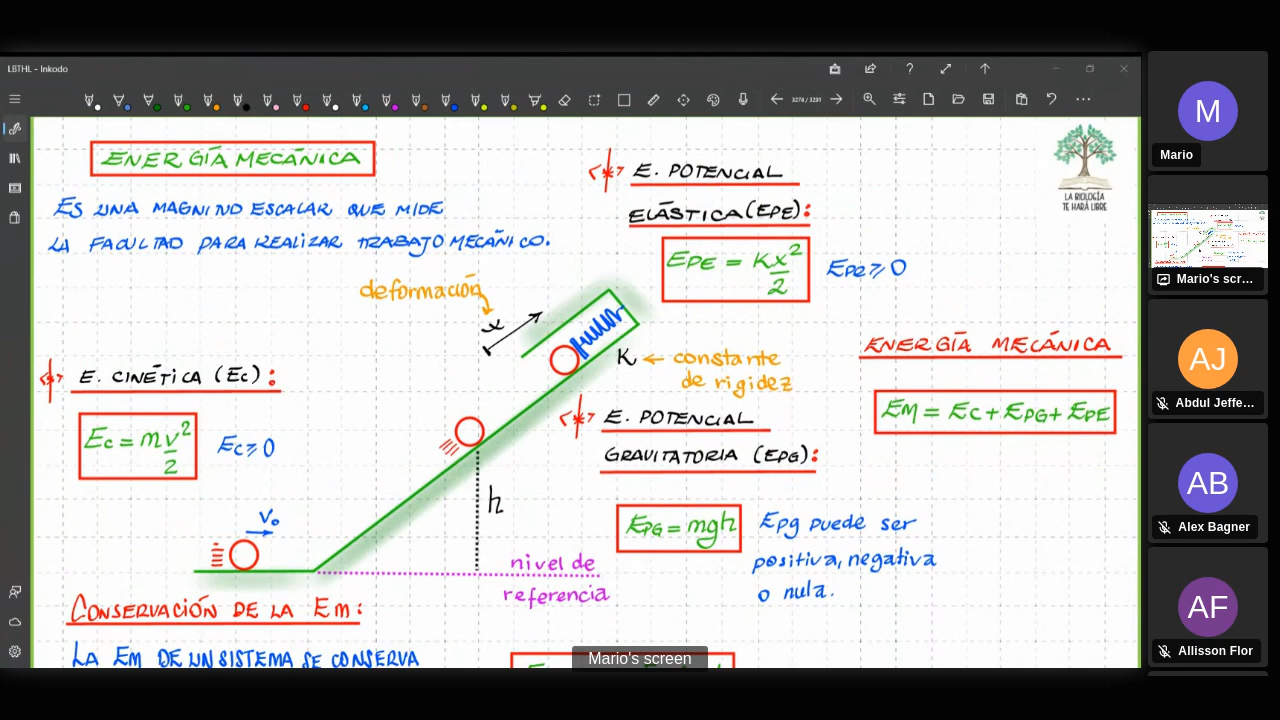 LBTHL - Inkodo
3276 / 3291
ENERGÍA MECÁNICA
ES UNA MAGNITUD ESCALAR QUE MIDE
LA FACULTAD PARA REALIZAR TRABAJO MECÁNICO.
deformación
x
K ← constante
de rigidez
E. CINÉTICA (Ec):
Ec = m v²/2
Ec ≥ 0
V₀
h
nivel de
referencia
E. POTENCIAL
ELÁSTICA (EPE):
EPE = Kx²/2
EPE ≥ 0
E. POTENCIAL
GRAVITATORIA (EPG):
EPG = mgh
Epg puede ser
positiva, negativa
o nula.
ENERGÍA MECÁNICA
EM = EC + EPG + EPE
CONSERVACIÓN DE LA EM:
LA EM DE UN SISTEMA SE CONSERVA
LA BIOLOGÍA
TE HARÁ LIBRE
Mario's screen
M
Mario
Mario's scr...
AJ
Abdul Jeffe...
AB
Alex Bagner
AF
Allisson Flor